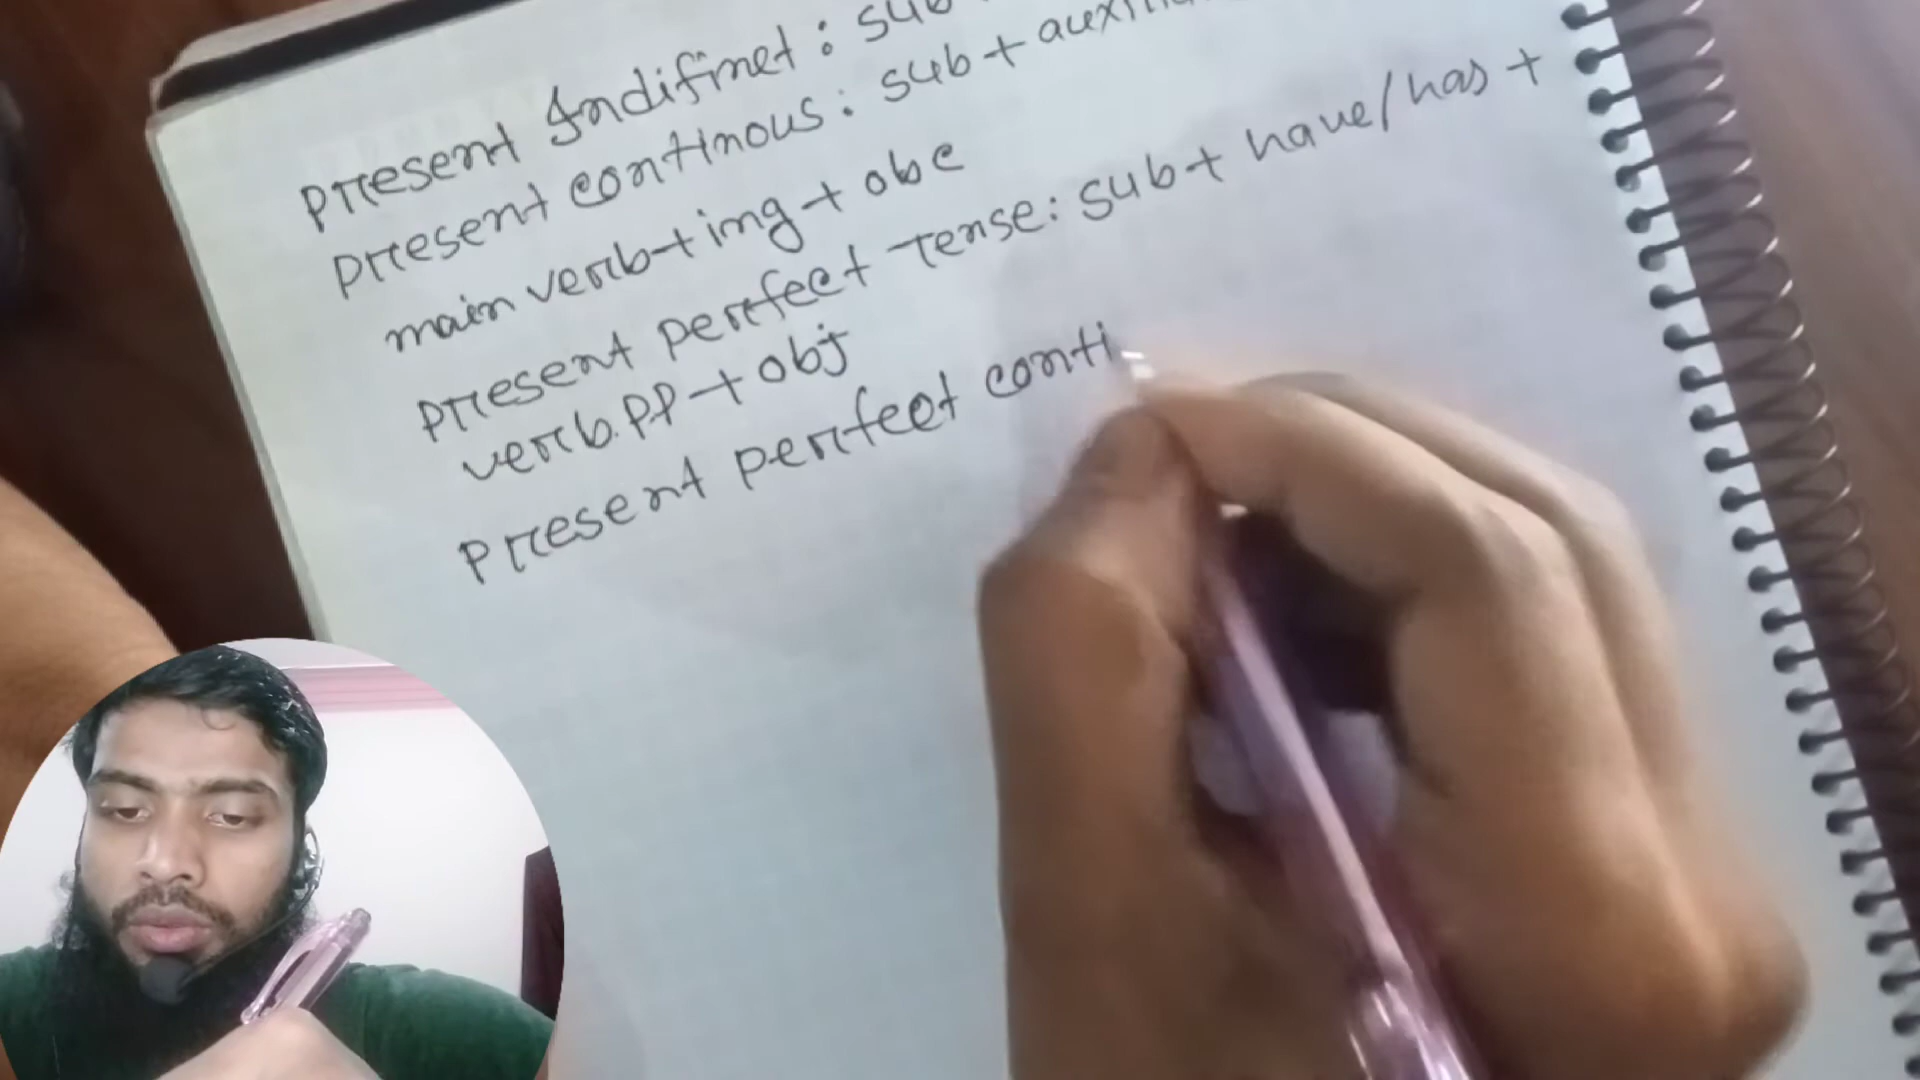 Present Indifinet : sub
Present continous : sub + auxili
main verb + ing + obe
Present perfect tense: sub + have/has +
verb.PP + obj
Present perfect conti